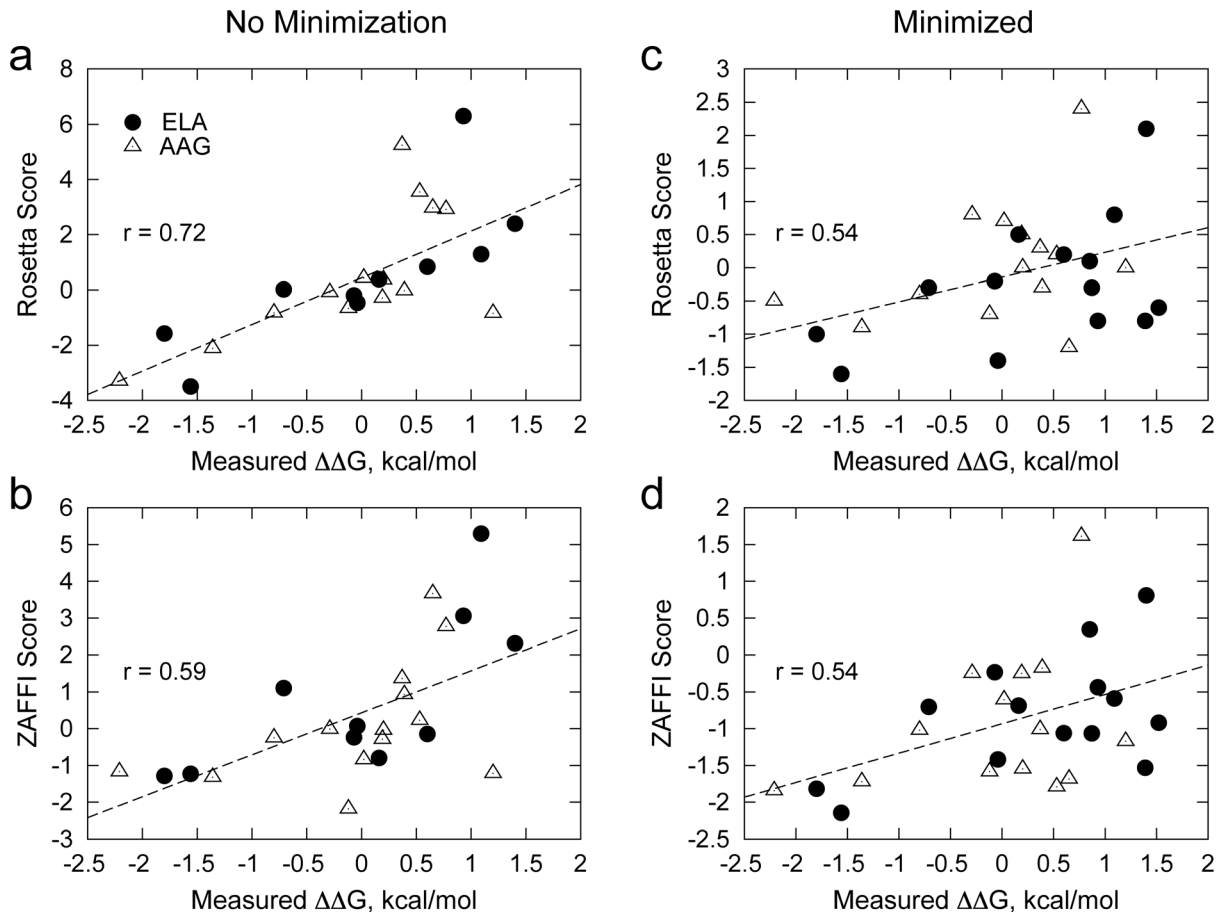 No Minimization
Minimized
a
8
6
4
2
0
-2
-4
Rosetta Score
ELA
AAG
r = 0.72
-2.5 -2 -1.5 -1 -0.5 0 0.5 1 1.5 2
Measured ΔΔG, kcal/mol
c
3
2.5
2
1.5
1
0.5
0
-0.5
-1
-1.5
-2
Rosetta Score
r = 0.54
-2.5 -2 -1.5 -1 -0.5 0 0.5 1 1.5 2
Measured ΔΔG, kcal/mol
b
6
5
4
3
2
1
0
-1
-2
-3
ZAFFI Score
r = 0.59
-2.5 -2 -1.5 -1 -0.5 0 0.5 1 1.5 2
Measured ΔΔG, kcal/mol
d
2
1.5
1
0.5
0
-0.5
-1
-1.5
-2
-2.5
ZAFFI Score
r = 0.54
-2.5 -2 -1.5 -1 -0.5 0 0.5 1 1.5 2
Measured ΔΔG, kcal/mol